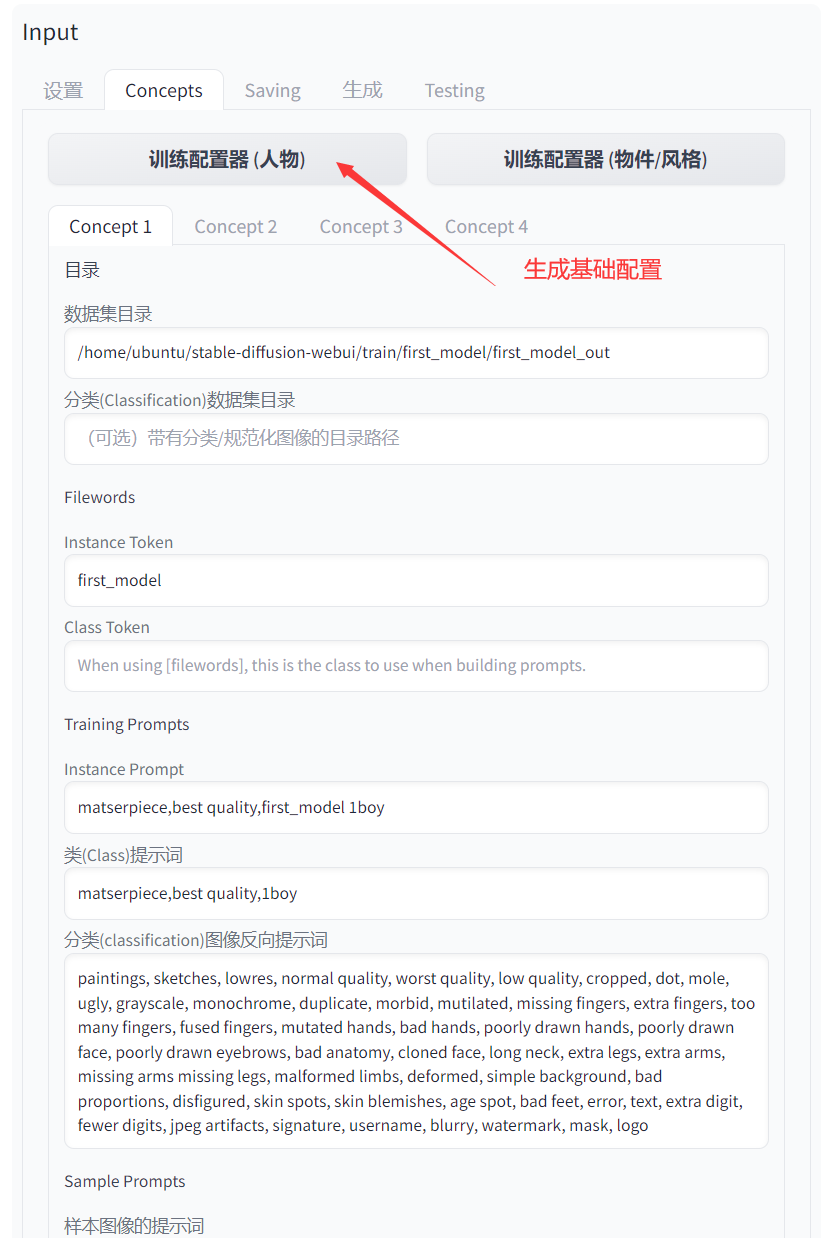 Input
设置 Concepts Saving 生成 Testing
训练配置器 (人物) 训练配置器 (物件/风格)
Concept 1 Concept 2 Concept 3 Concept 4
目录
生成基础配置
数据集目录
/home/ubuntu/stable-diffusion-webui/train/first_model/first_model_out
分类(Classification)数据集目录
（可选）带有分类/规范化图像的目录路径
Filewords
Instance Token
first_model
Class Token
When using [filewords], this is the class to use when building prompts.
Training Prompts
Instance Prompt
matserpiece,best quality,first_model 1boy
类(Class)提示词
matserpiece,best quality,1boy
分类(classification)图像反向提示词
paintings, sketches, lowres, normal quality, worst quality, low quality, cropped, dot, mole,
ugly, grayscale, monochrome, duplicate, morbid, mutilated, missing fingers, extra fingers, too
many fingers, fused fingers, mutated hands, bad hands, poorly drawn hands, poorly drawn
face, poorly drawn eyebrows, bad anatomy, cloned face, long neck, extra legs, extra arms,
missing arms missing legs, malformed limbs, deformed, simple background, bad
proportions, disfigured, skin spots, skin blemishes, age spot, bad feet, error, text, extra digit,
fewer digits, jpeg artifacts, signature, username, blurry, watermark, mask, logo
Sample Prompts
样本图像的提示词